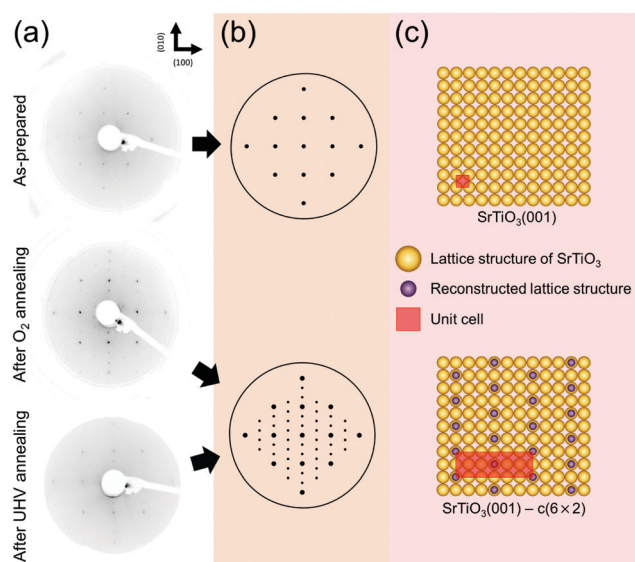 (a)
(b)
(c)
(010)
(100)
As-prepared
SrTiO₃(001)
Lattice structure of SrTiO₃
Reconstructed lattice structure
Unit cell
After O₂ annealing
After UHV annealing
SrTiO₃(001) – c(6×2)